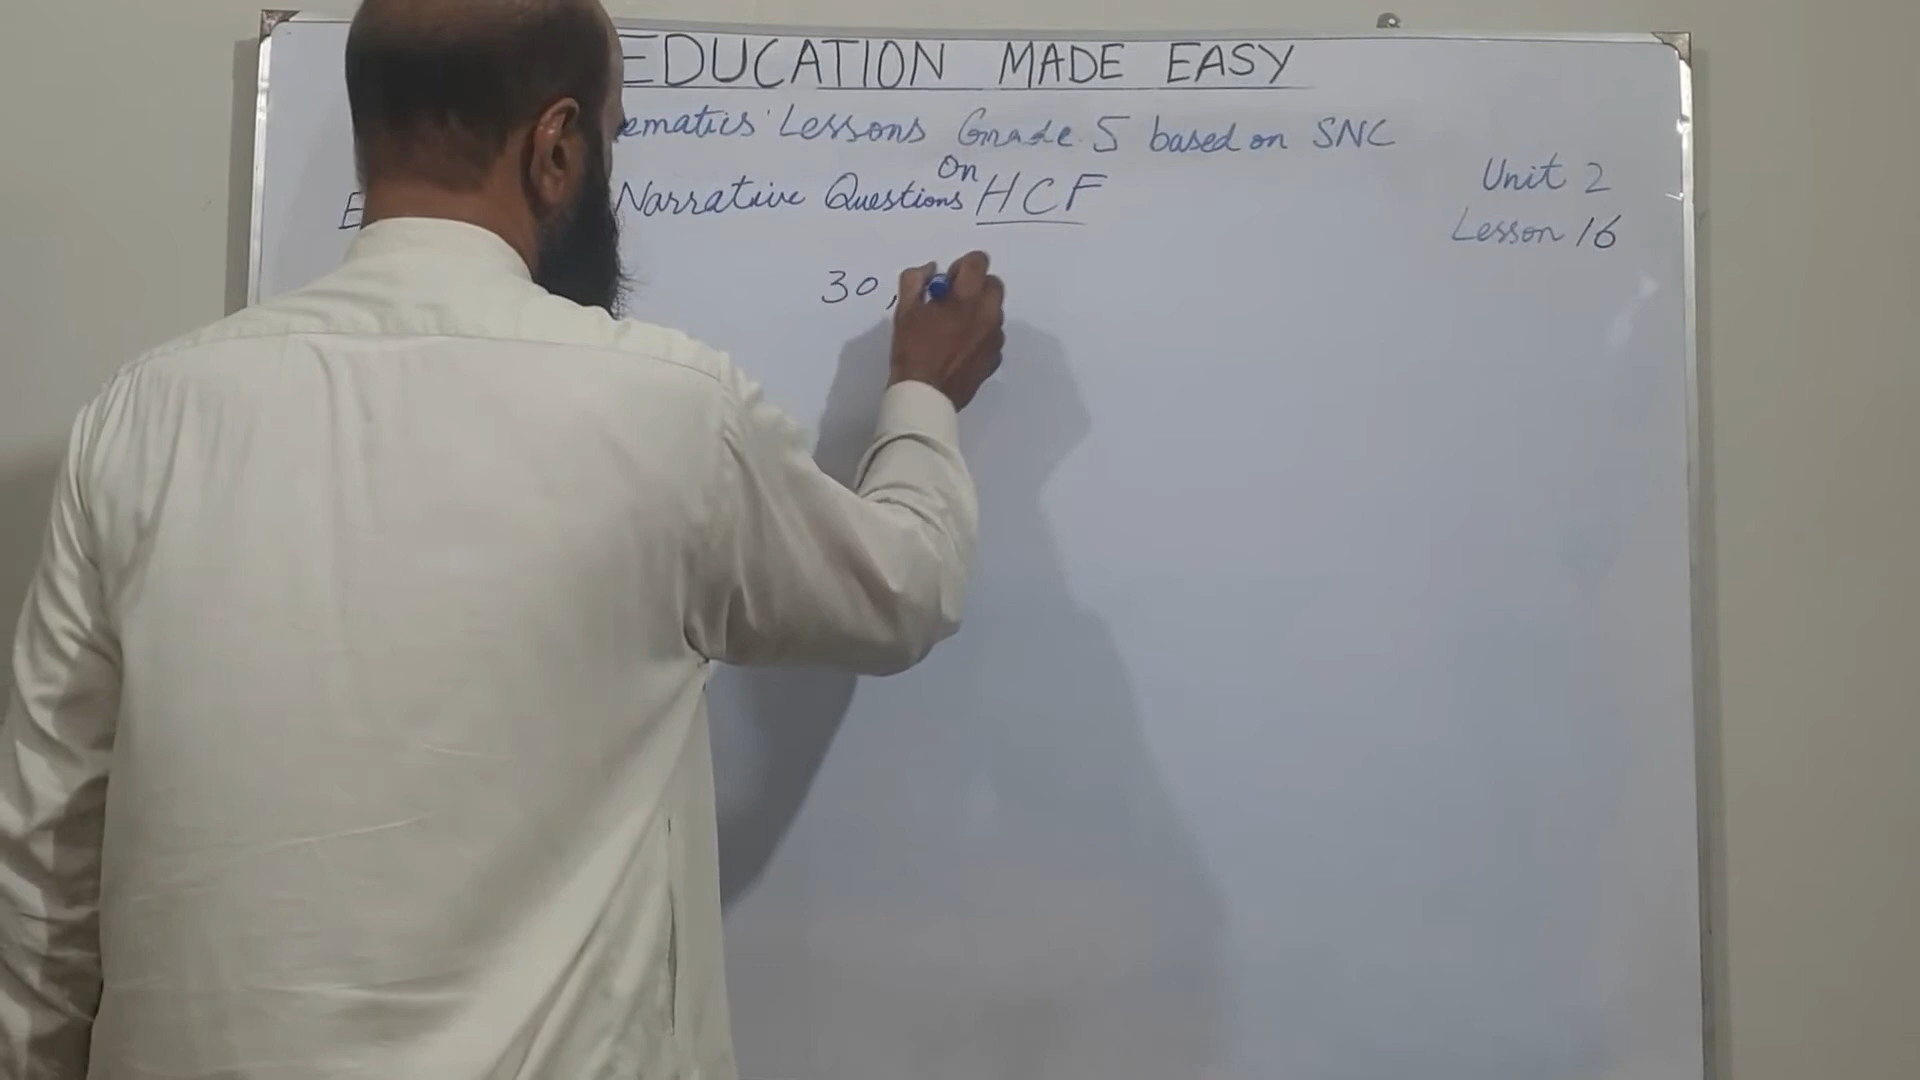 EDUCATION MADE EASY
ematics Lessons Grade 5 based on SNC
Narrative Questions On HCF
Unit 2
Lesson 16
30,